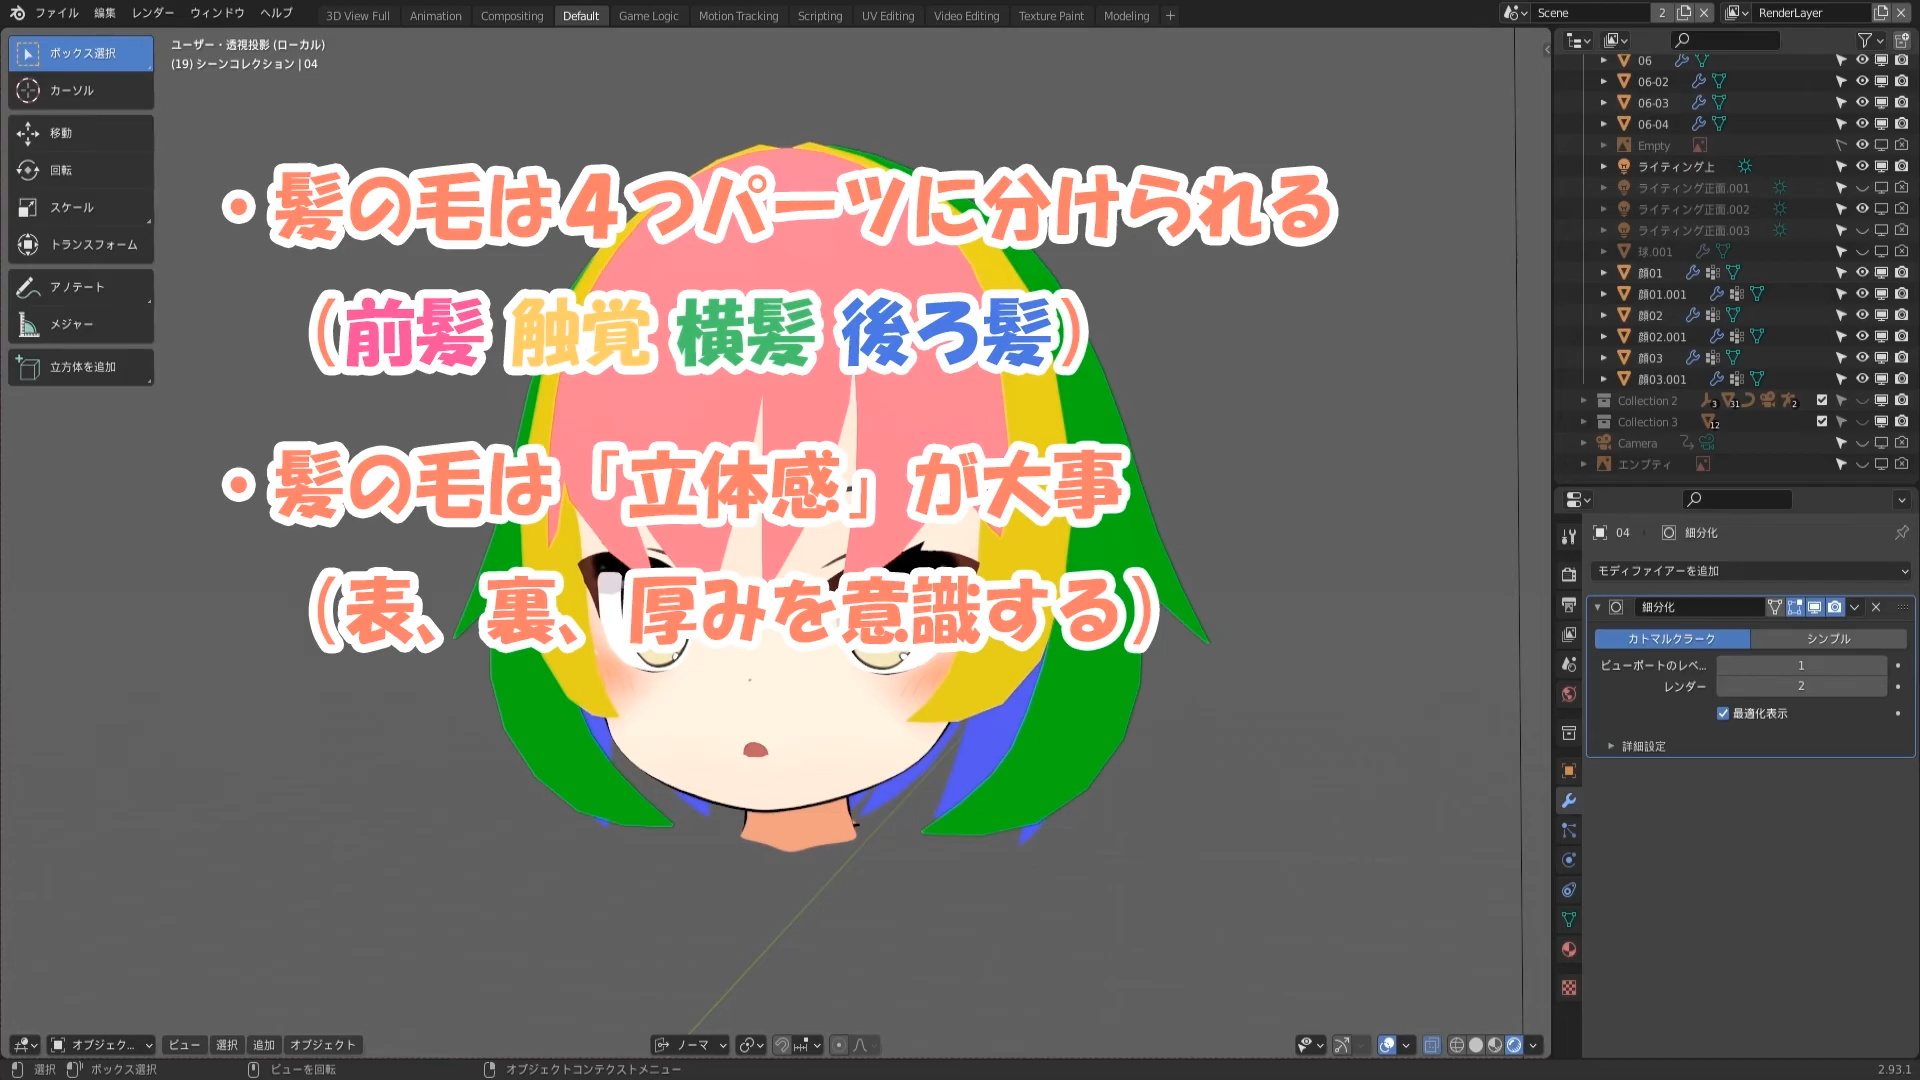 ファイル 編集 レンダー ウィンドウ ヘルプ 3D View Full Animation Compositing Default Game Logic Motion Tracking Scripting UV Editing Video Editing Texture Paint Modeling + Scene 2 RenderLayer
ボックス選択
カーソル
移動
回転
スケール
トランスフォーム
アノテート
メジャー
立方体を追加
ユーザー・透視投影 (ローカル)
(19) シーンコレクション | 04
・髪の毛は4つパーツに分けられる
(前髪 触覚 横髪 後ろ髪)
・髪の毛は「立体感」が大事
(表、裏、厚みを意識する)
06
06-02
06-03
06-04
Empty
ライティング上
ライティング正面.001
ライティング正面.002
ライティング正面.003
球.001
顔01
顔01.001
顔02
顔02.001
顔03
顔03.001
Collection 2 3 31 2
Collection 3 12
Camera
エンプティ
04 細分化
モディファイアーを追加
細分化
カトマルクラーク シンプル
ビューポートのレベ... 1
レンダー 2
最適化表示
詳細設定
オブジェク... ビュー 選択 追加 オブジェクト ノーマ
選択 ボックス選択 ビューを回転 オブジェクトコンテクストメニュー 2.93.1